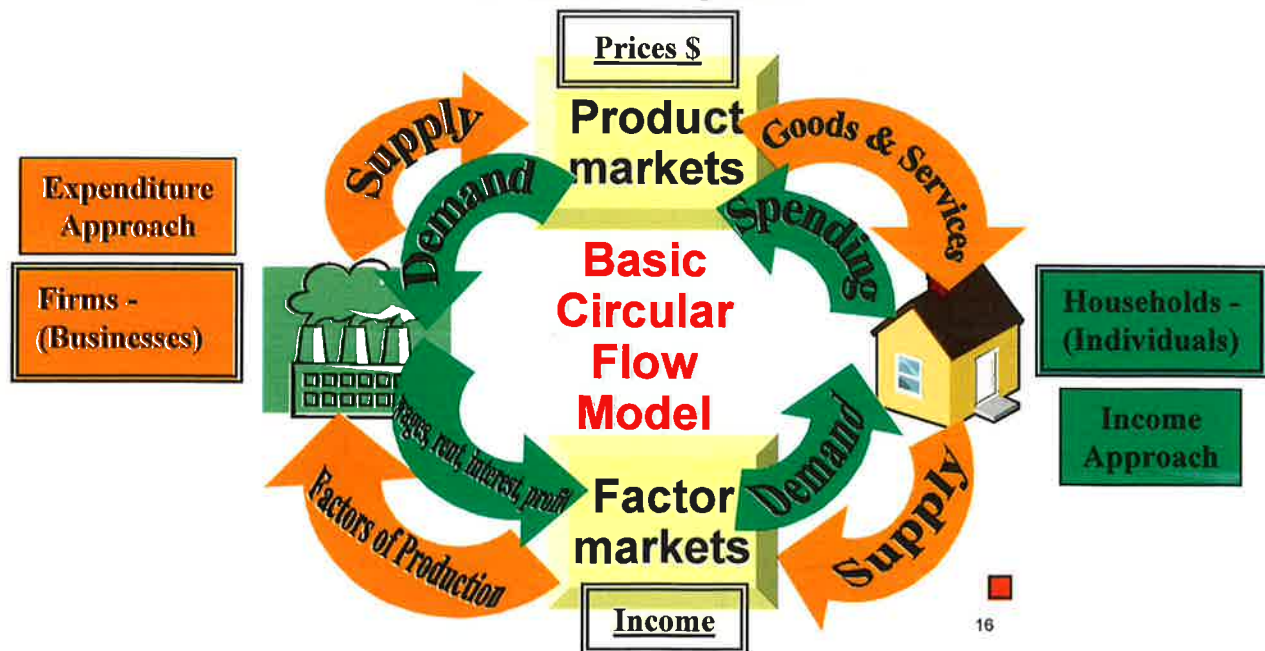 Prices $
Product
markets
Supply
Goods & Services
Demand
Spending
Expenditure
Approach
Firms -
(Businesses)
Basic
Circular
Flow
Model
Households -
(Individuals)
Income
Approach
wages, rent, interest, profit
Factors of Production
Factor
markets
Demand
Supply
Income
16